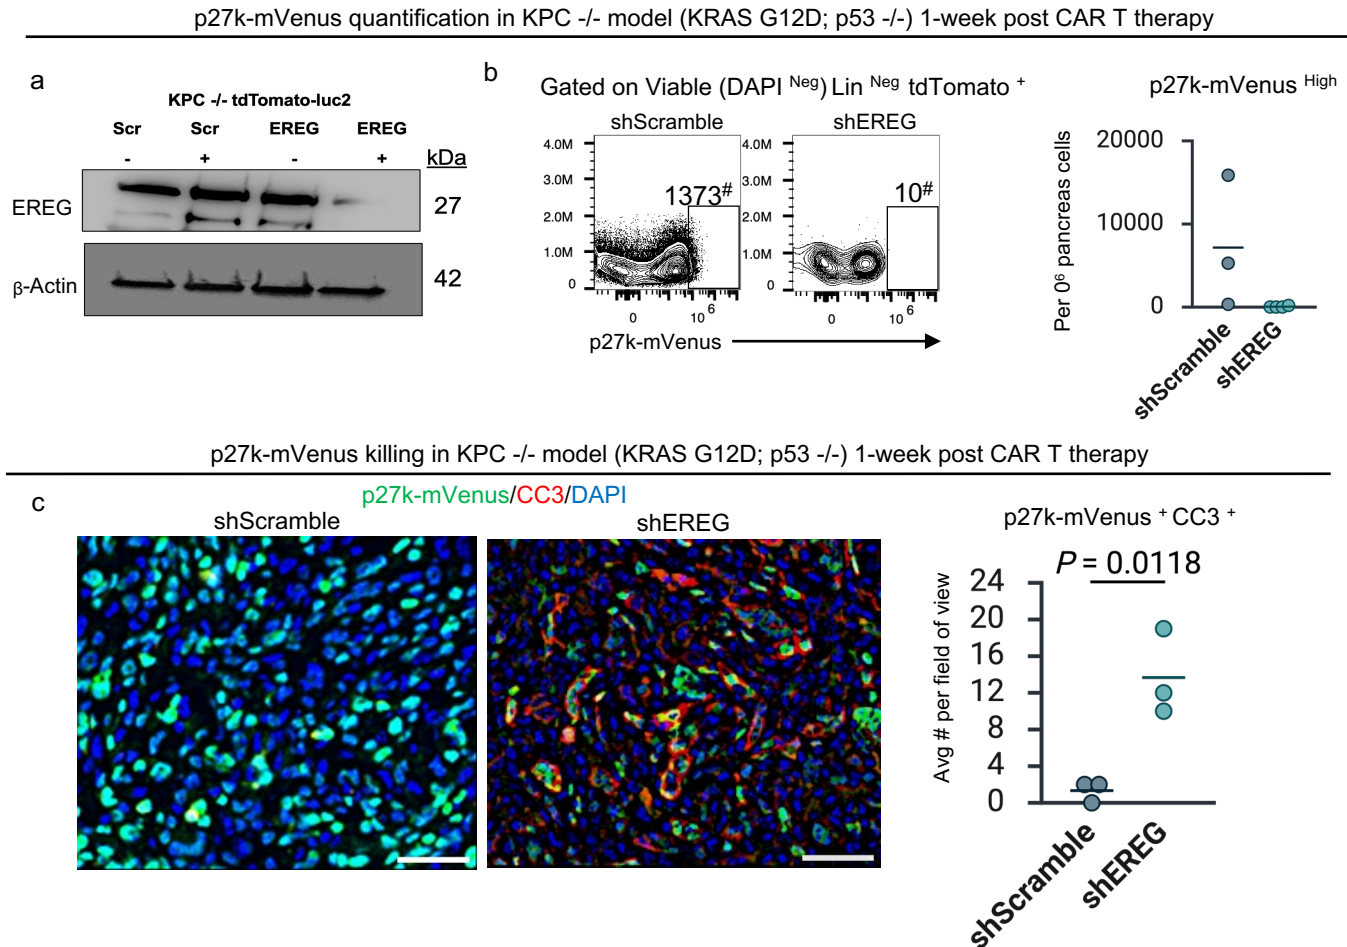 p27k-mVenus quantification in KPC -/- model (KRAS G12D; p53 -/-) 1-week post CAR T therapy
a
KPC -/- tdTomato-luc2
Scr Scr EREG EREG
- + - + kDa
EREG 27
β-Actin 42
b
Gated on Viable (DAPI Neg) Lin Neg tdTomato +
shScramble shEREG
4.0M 4.0M
3.0M 3.0M
1373# 10#
2.0M 2.0M
1.0M 1.0M
0 0
0 10 6 0 10 6
p27k-mVenus
p27k-mVenus High
Per 0⁶ pancreas cells
20000
10000
0
shScramble
shEREG
p27k-mVenus killing in KPC -/- model (KRAS G12D; p53 -/-) 1-week post CAR T therapy
c
p27k-mVenus/CC3/DAPI
shScramble shEREG
p27k-mVenus + CC3 +
P = 0.0118
Avg # per field of view
24
20
16
12
8
4
0
shScramble
shEREG